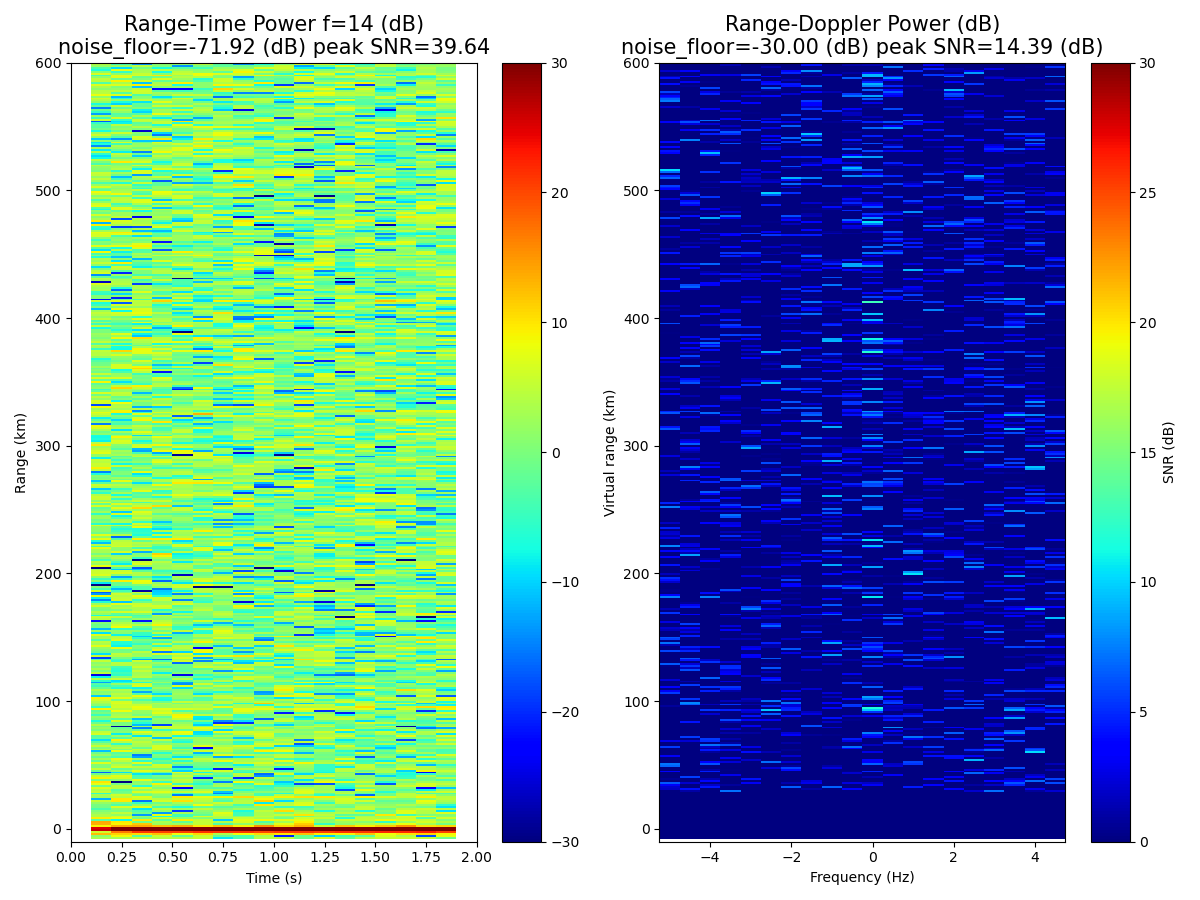 Range-Time Power f=14 (dB)
noise_floor=-71.92 (dB) peak SNR=39.64
Range-Doppler Power (dB)
noise_floor=-30.00 (dB) peak SNR=14.39 (dB)
600
500
400
300
200
100
0
Range (km)
0.00 0.25 0.50 0.75 1.00 1.25 1.50 1.75 2.00
Time (s)
30
20
10
0
−10
−20
−30
600
500
400
300
200
100
0
Virtual range (km)
−4 −2 0 2 4
Frequency (Hz)
30
25
20
15
10
5
0
SNR (dB)